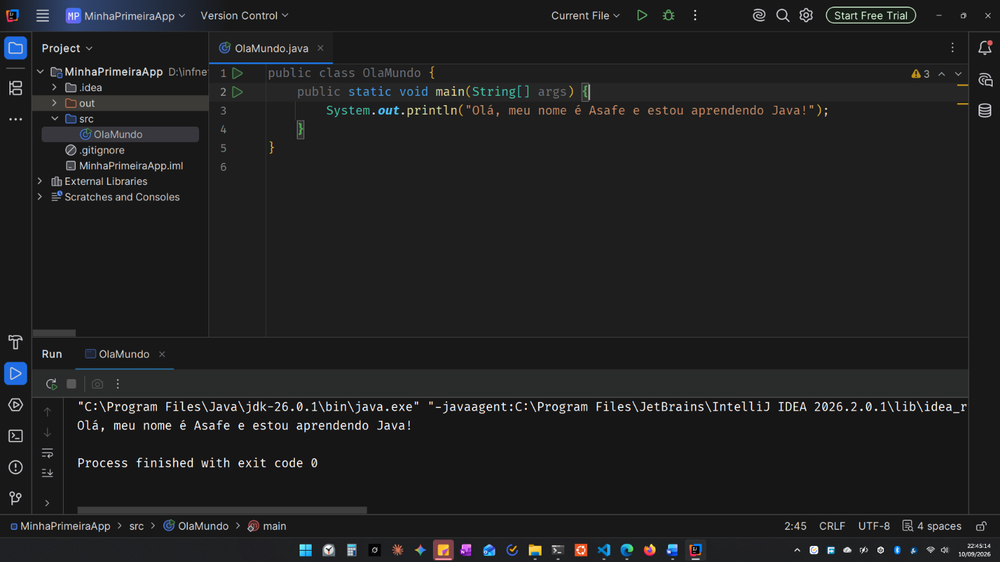 MP MinhaPrimeiraApp Version Control Current File Start Free Trial
Project
OlaMundo.java
MinhaPrimeiraApp D:\infnet
.idea
out
src
OlaMundo
.gitignore
MinhaPrimeiraApp.iml
External Libraries
Scratches and Consoles
1 public class OlaMundo {
2 public static void main(String[] args) {
3 System.out.println("Olá, meu nome é Asafe e estou aprendendo Java!");
4 }
5 }
6
3
Run OlaMundo
"C:\Program Files\Java\jdk-26.0.1\bin\java.exe" "-javaagent:C:\Program Files\JetBrains\IntelliJ IDEA 2026.2.0.1\lib\idea_r
Olá, meu nome é Asafe e estou aprendendo Java!
Process finished with exit code 0
MinhaPrimeiraApp src OlaMundo main 2:45 CRLF UTF-8 4 spaces
22:45:14
10/09/2026